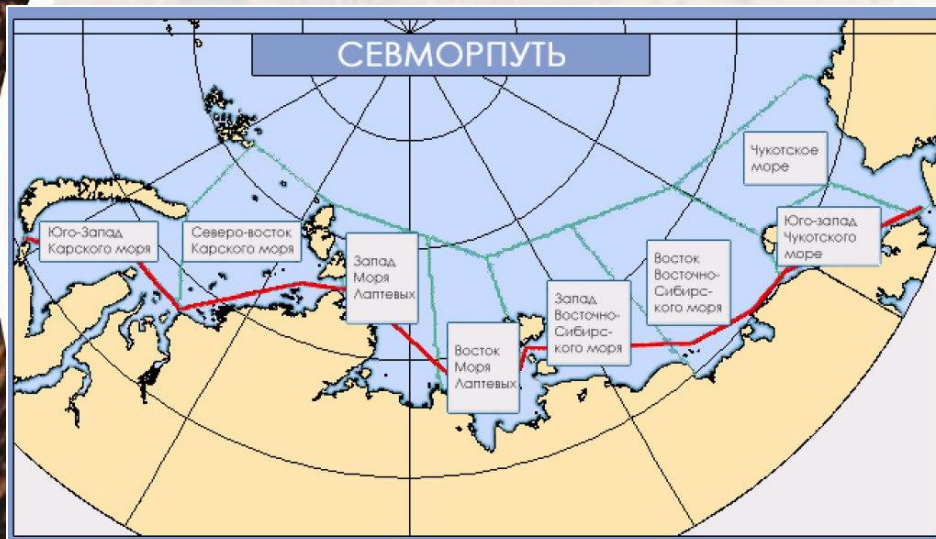 СЕВМОРПУТЬ
Чукотское
море
Юго-Запад
Карского моря
Северо-восток
Карского моря
Юго-запад
Чукотского
море
Запад
Моря
Лаптевых
Восток
Восточно-
Сибирс-
кого моря
Запад
Восточно-
Сибирс-
кого моря
Восток
Моря
Лаптевых